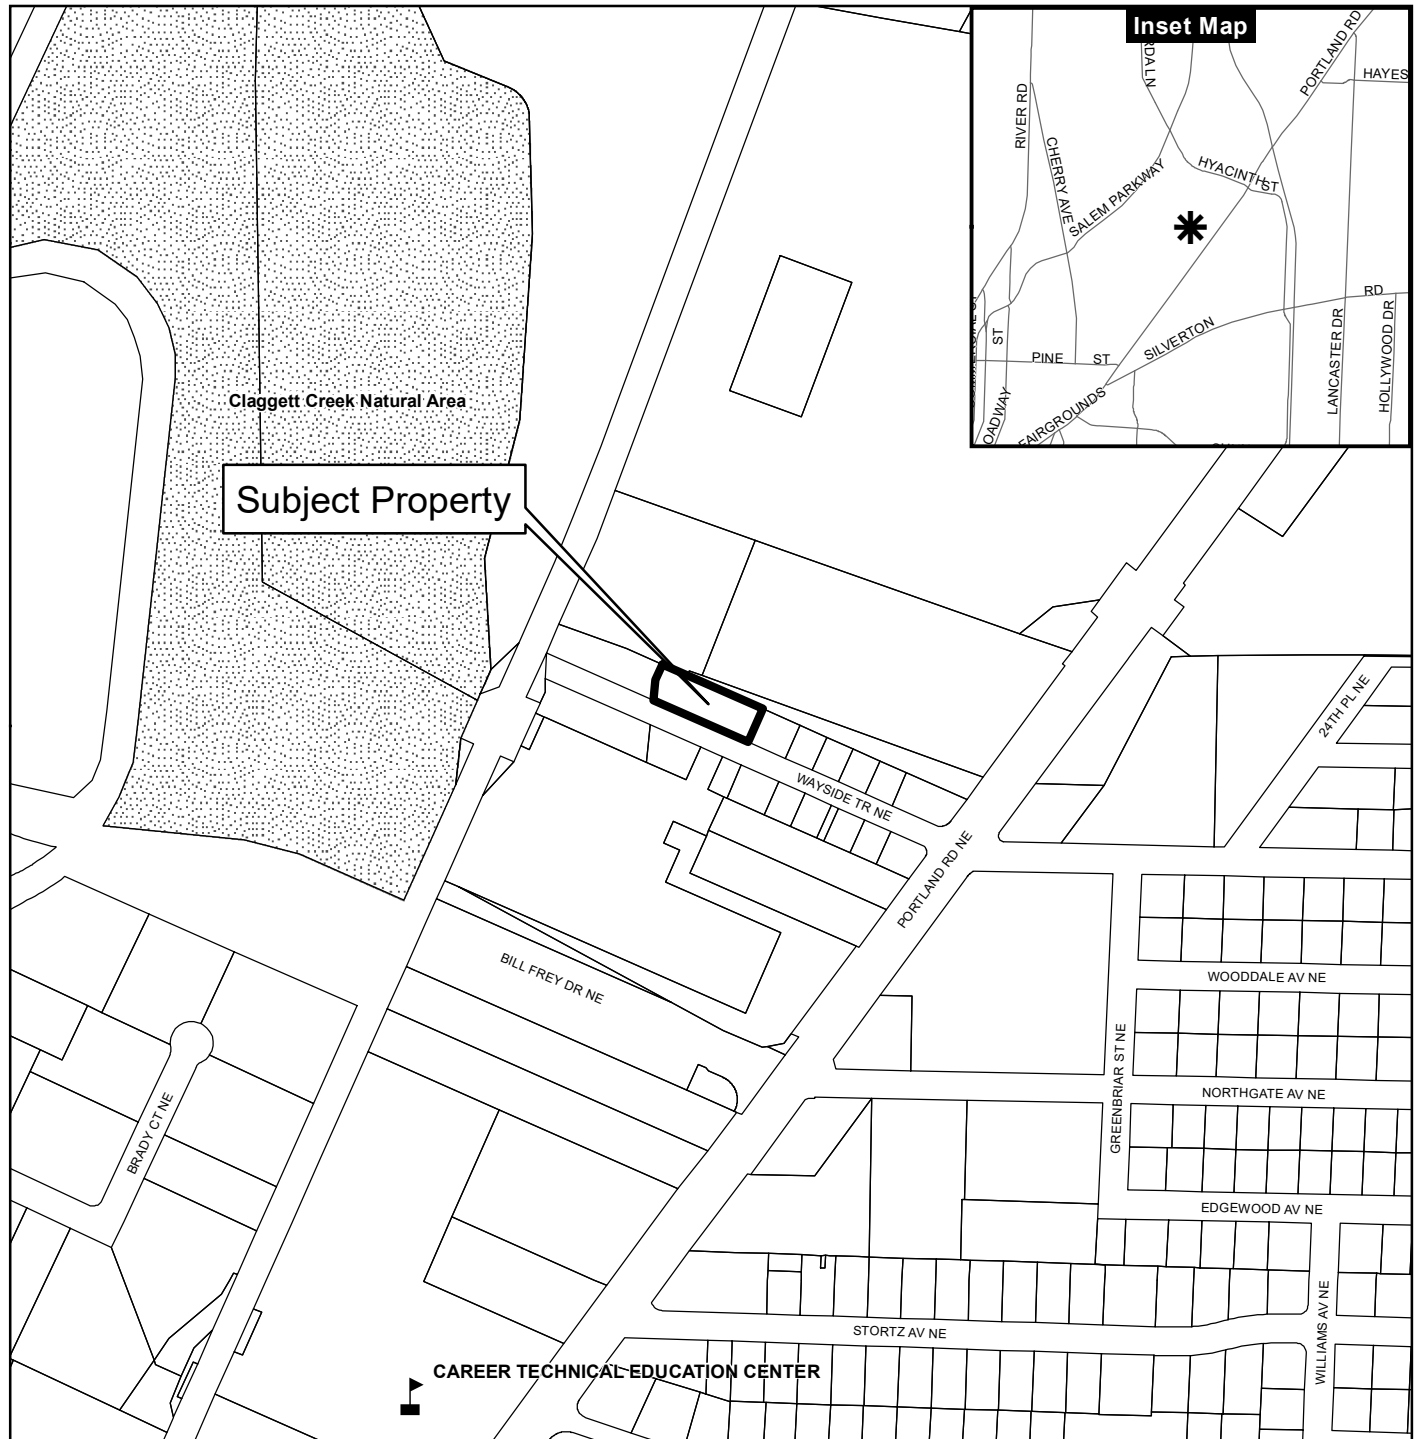 Inset Map
PORTLAND RD
HAYES
RIVER RD
CHERRY AVE
SALEM PARKWAY
HYACINTH
ST
RD
SILVERTON
LANCASTER DR
HOLLYWOOD DR
PINE
ST
ST
FAIRGROUNDS
Claggett Creek Natural Area
Subject Property
24TH PL NE
WAYSIDE TR NE
PORTLAND RD NE
BILL FREY DR NE
WOODDALE AV NE
GREENBRIAR ST NE
NORTHGATE AV NE
BRADY CT NE
EDGEWOOD AV NE
STORTZ AV NE
WILLIAMS AV NE
CAREER TECHNICAL EDUCATION CENTER